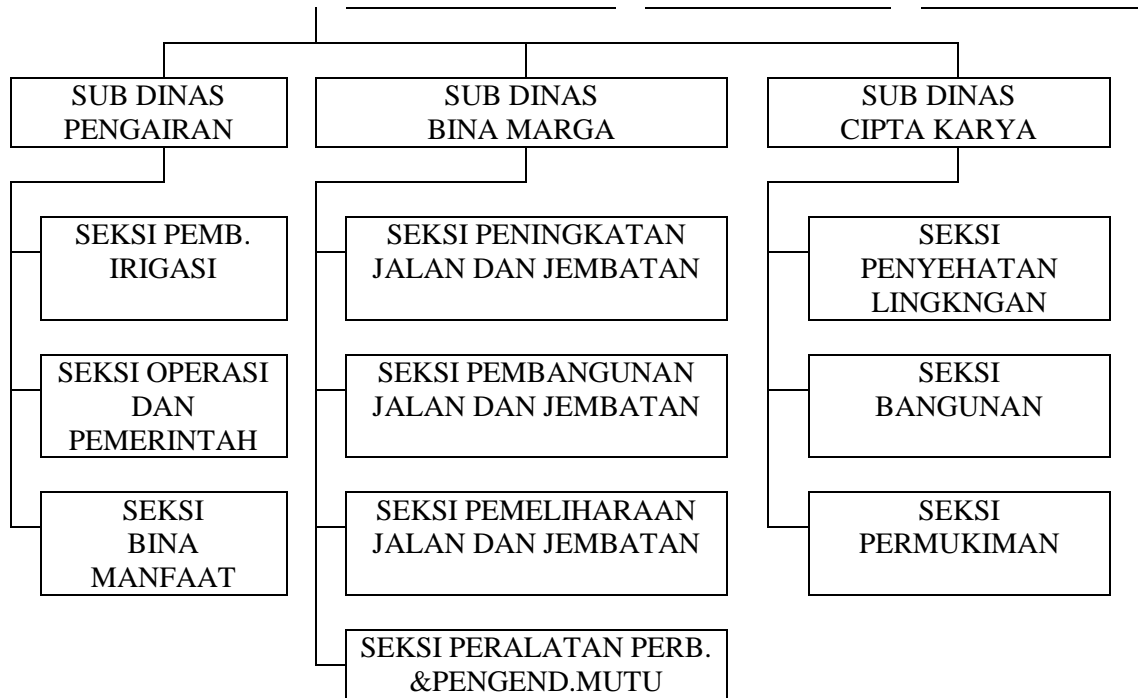 SUB DINAS
PENGAIRAN
SUB DINAS
BINA MARGA
SUB DINAS
CIPTA KARYA
SEKSI PEMB.
IRIGASI
SEKSI OPERASI
DAN
PEMERINTAH
SEKSI
BINA
MANFAAT
SEKSI PENINGKATAN
JALAN DAN JEMBATAN
SEKSI PEMBANGUNAN
JALAN DAN JEMBATAN
SEKSI PEMELIHARAAN
JALAN DAN JEMBATAN
SEKSI PERALATAN PERB.
&PENGEND.MUTU
SEKSI
PENYEHATAN
LINGKNGAN
SEKSI
BANGUNAN
SEKSI
PERMUKIMAN